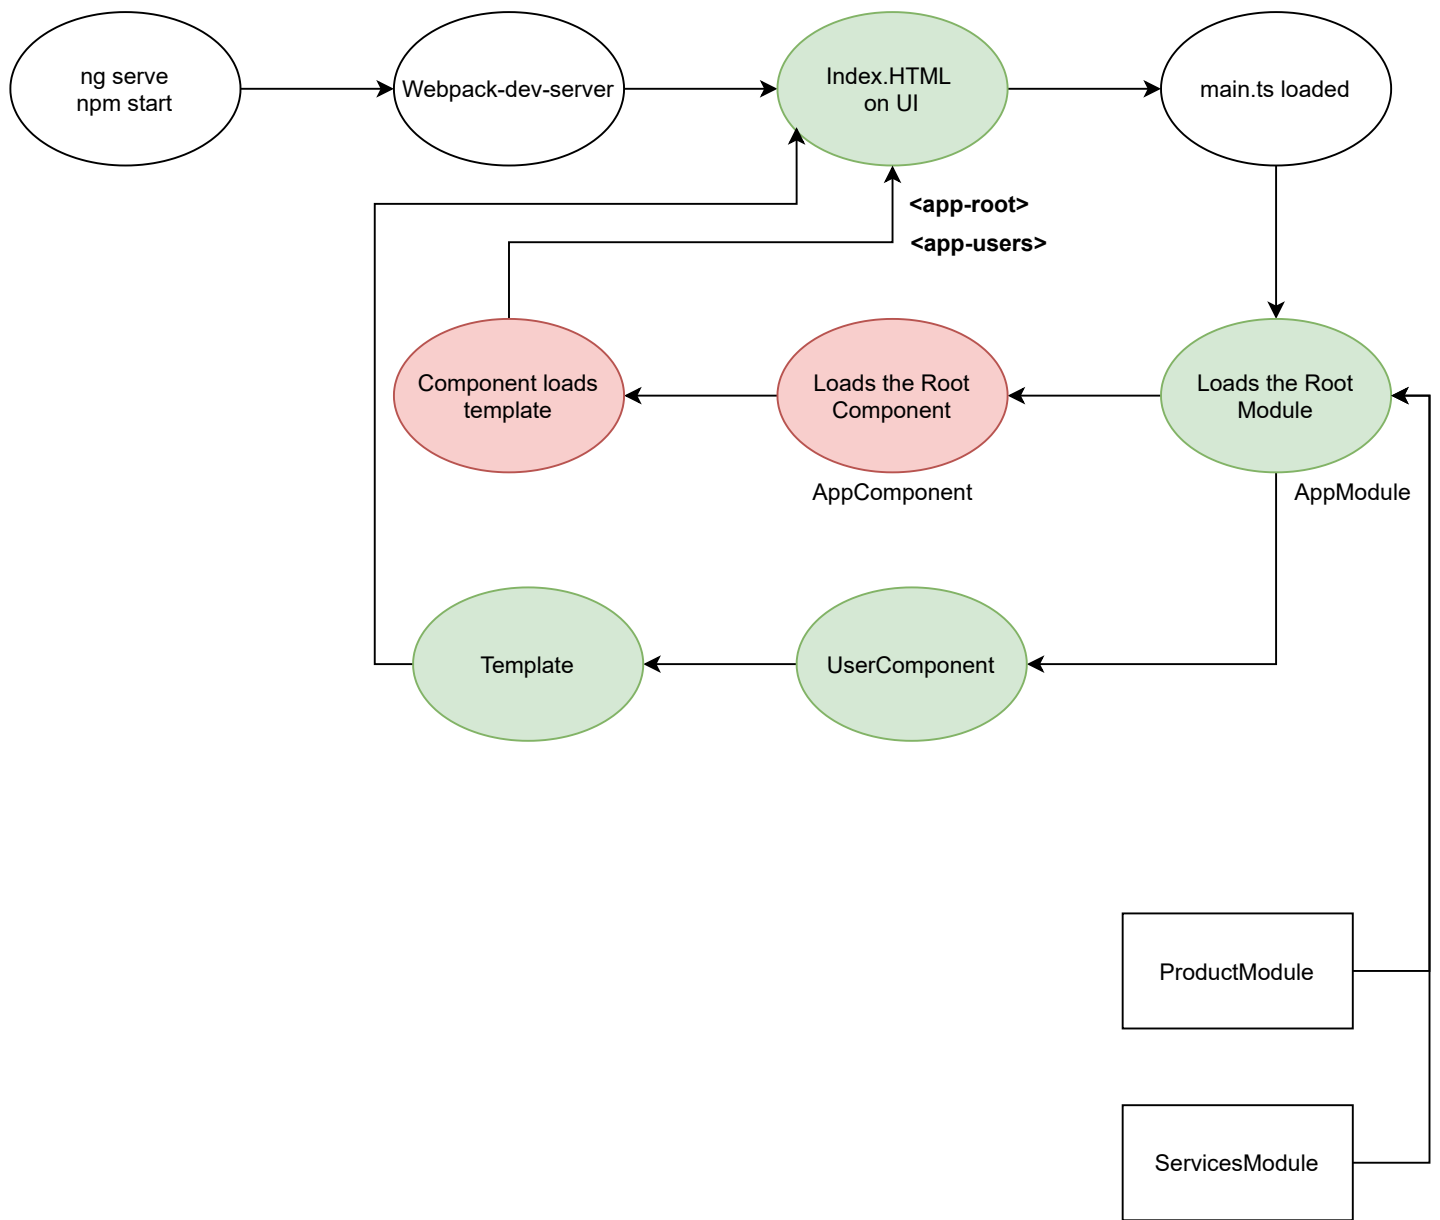 ng serve
npm start
Webpack-dev-server
Index.HTML
on UI
main.ts loaded
<app-root>
<app-users>
Component loads
template
Loads the Root
Component
Loads the Root
Module
AppComponent
AppModule
Template
UserComponent
ProductModule
ServicesModule